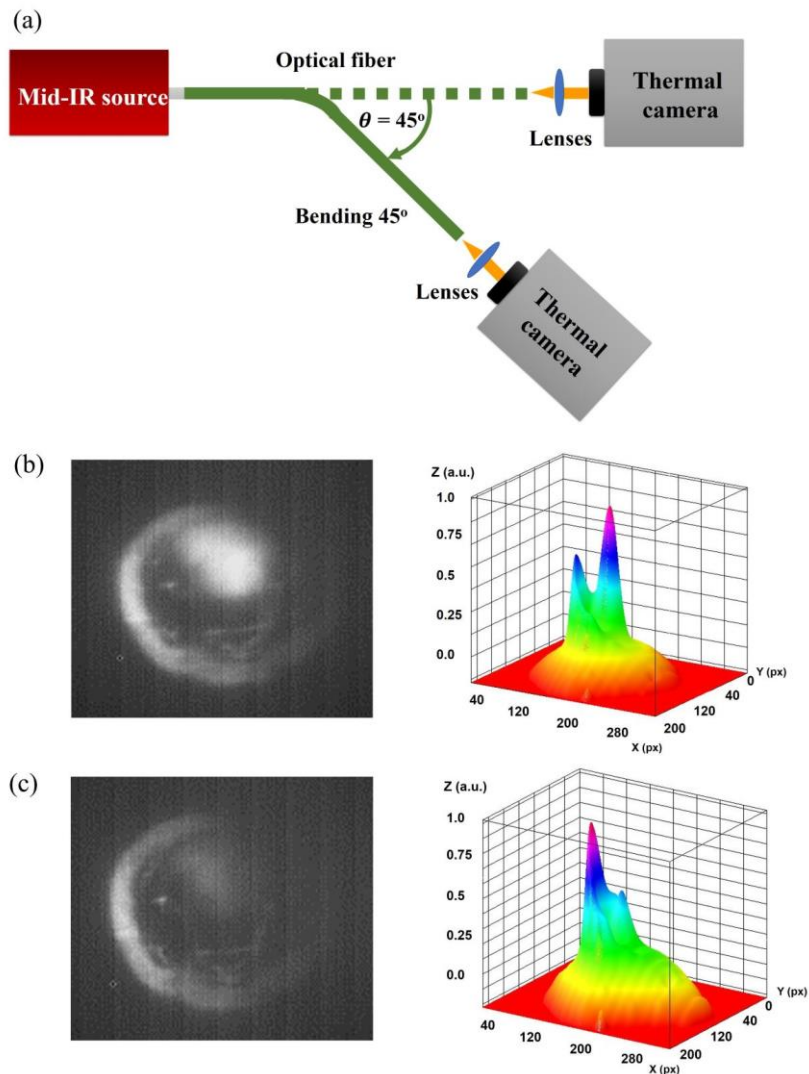 (a)
Optical fiber
Mid-IR source
Thermal
camera
θ = 45°
Lenses
Bending 45°
Lenses
Thermal
camera
(b)
Z (a.u.)
1.0
0.75
0.5
0.25
0.0
40
120
200
280
X (px)
200
120
40
0
Y (px)
(c)
Z (a.u.)
1.0
0.75
0.5
0.25
0.0
40
120
200
280
X (px)
200
120
40
0
Y (px)